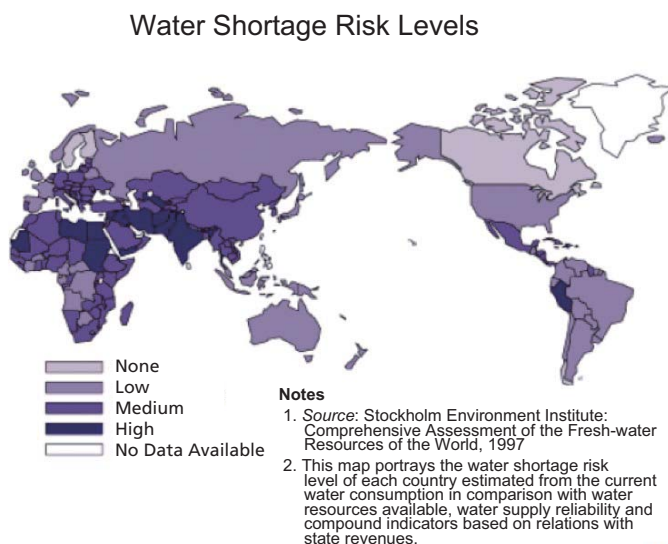 Water Shortage Risk Levels
None
Low
Medium
High
No Data Available
Notes
1. Source: Stockholm Environment Institute:
Comprehensive Assessment of the Fresh-water
Resources of the World, 1997
2. This map portrays the water shortage risk
level of each country estimated from the current
water consumption in comparison with water
resources available, water supply reliability and
compound indicators based on relations with
state revenues.